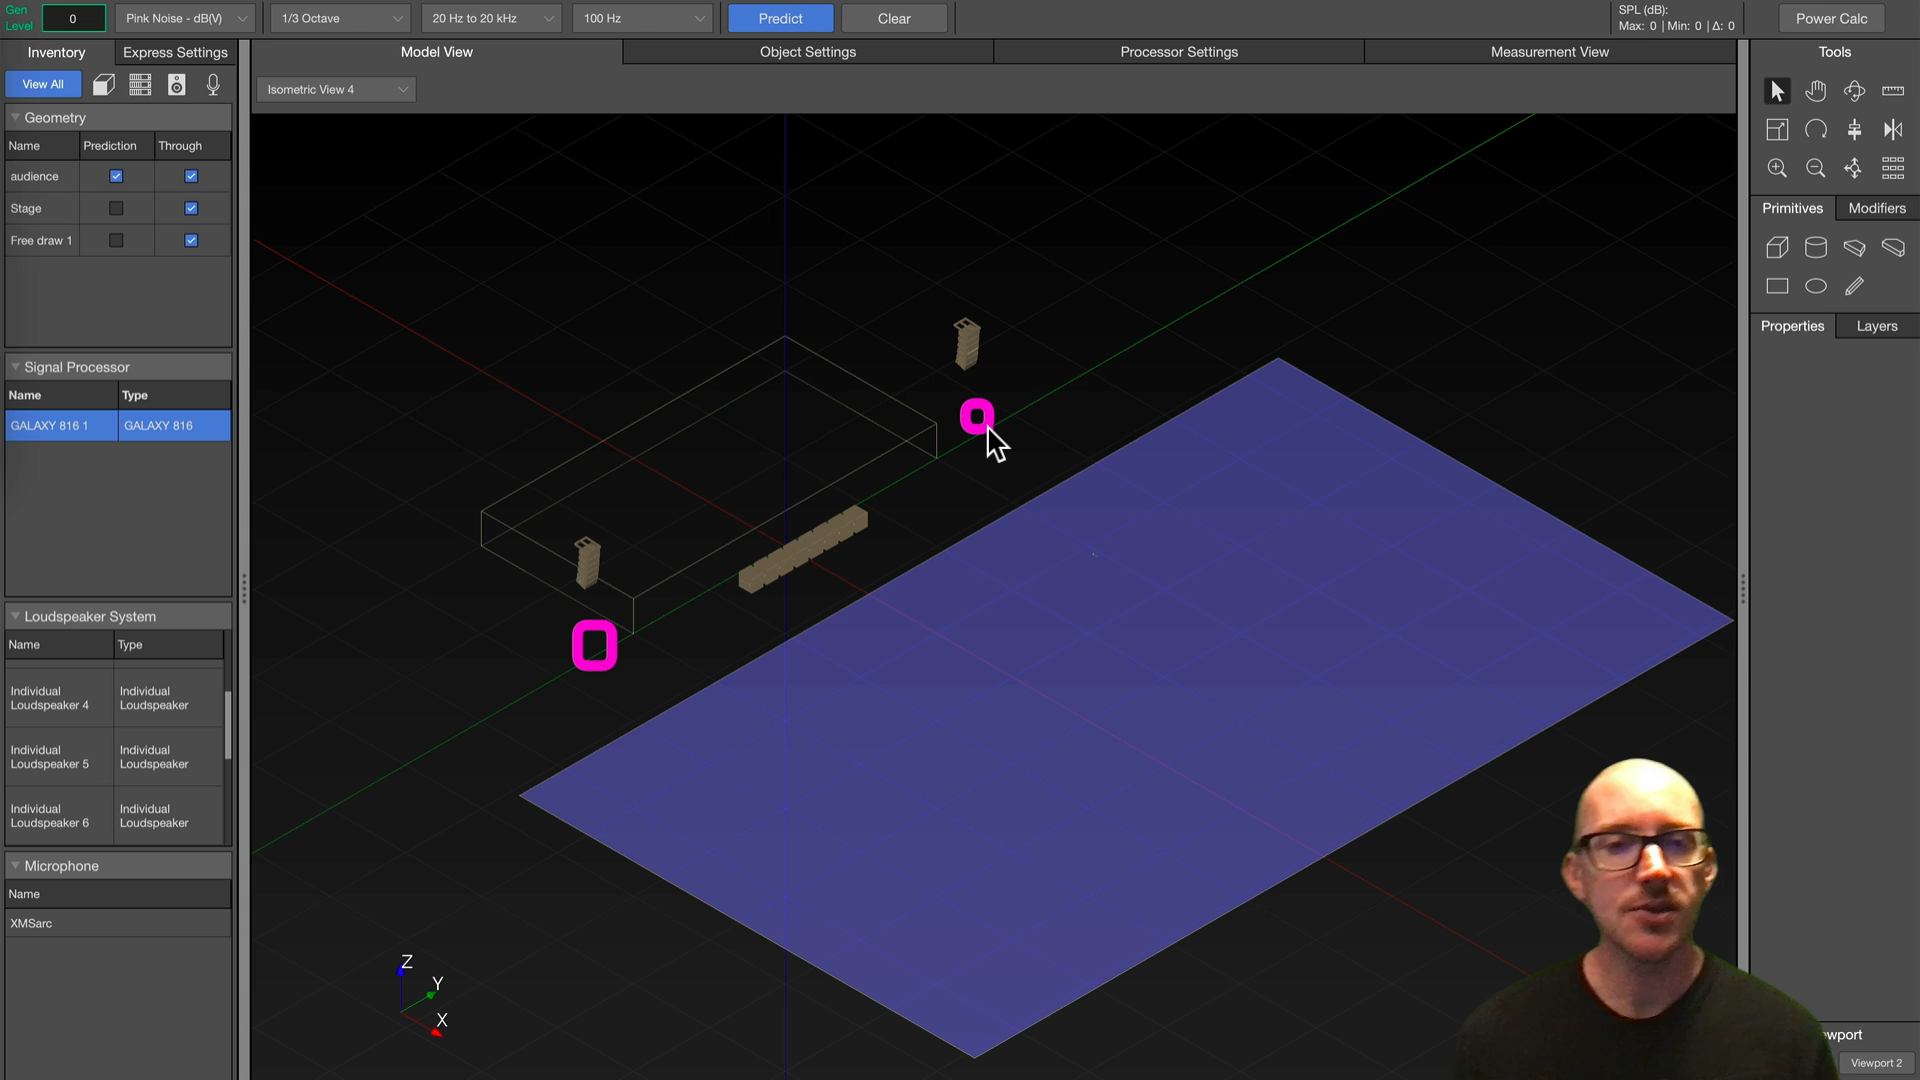 Gen
Level
0
Pink Noise - dB(V)
1/3 Octave
20 Hz to 20 kHz
100 Hz
Predict
Clear
SPL (dB):
Max: 0 | Min: 0 | Δ: 0
Power Calc
Inventory
Express Settings
Model View
Object Settings
Processor Settings
Measurement View
Tools
View All
Isometric View 4
Geometry
Name
Prediction
Through
audience
Stage
Free draw 1
Primitives
Modifiers
Properties
Layers
Signal Processor
Name
Type
GALAXY 816 1
GALAXY 816
Loudspeaker System
Name
Type
Individual
Loudspeaker 4
Individual
Loudspeaker
Individual
Loudspeaker 5
Individual
Loudspeaker
Individual
Loudspeaker 6
Individual
Loudspeaker
Microphone
Name
XMSarc
Z
Y
X
ewport
Viewport 2